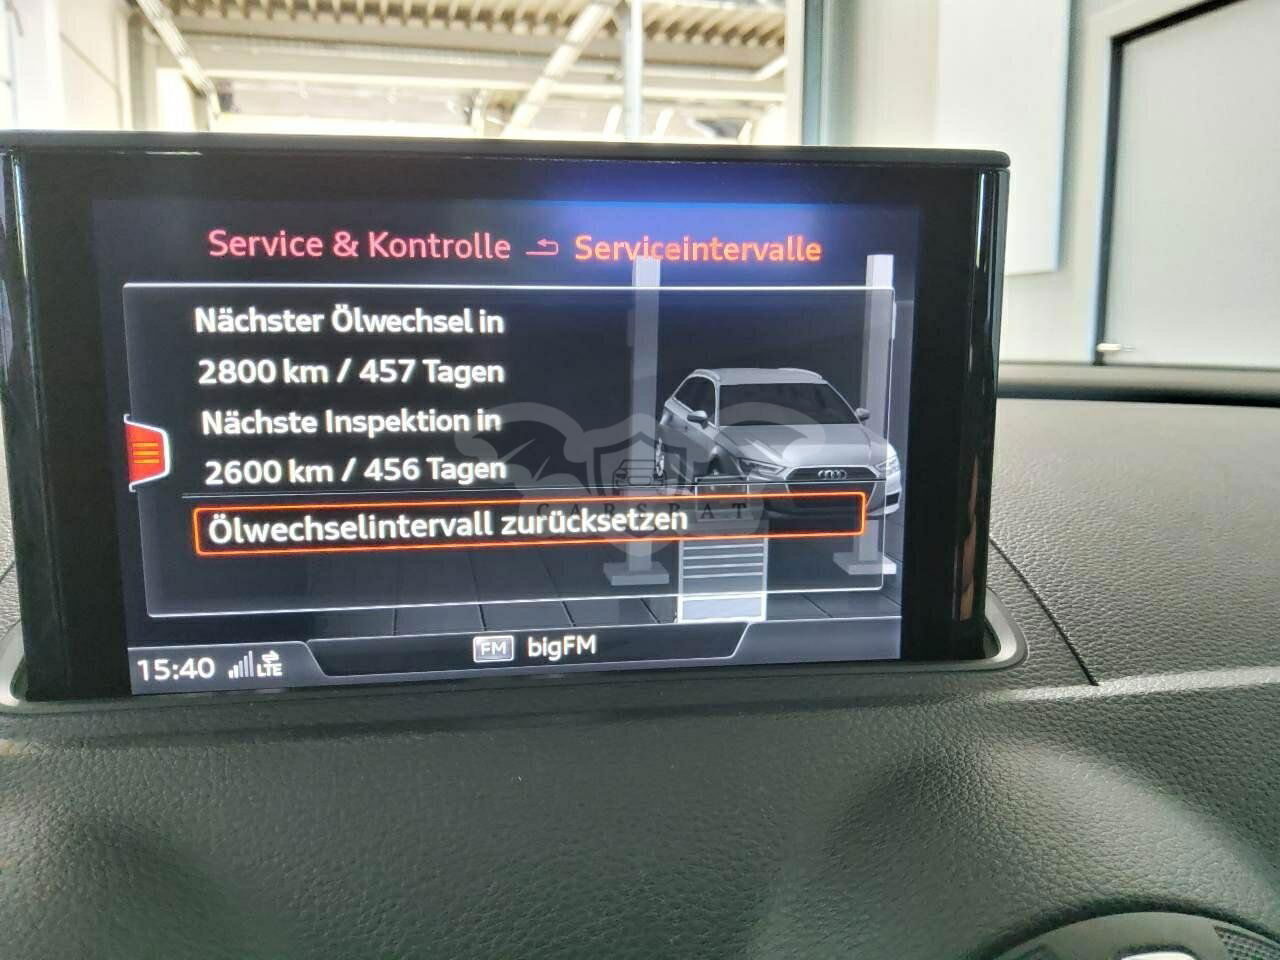 Service & Kontrolle Serviceintervalle
Nächster Ölwechsel in
2800 km / 457 Tagen
Nächste Inspektion in
2600 km / 456 Tagen
CARSPAT
Ölwechselintervall zurücksetzen
FM bigFM
15:40 LTE